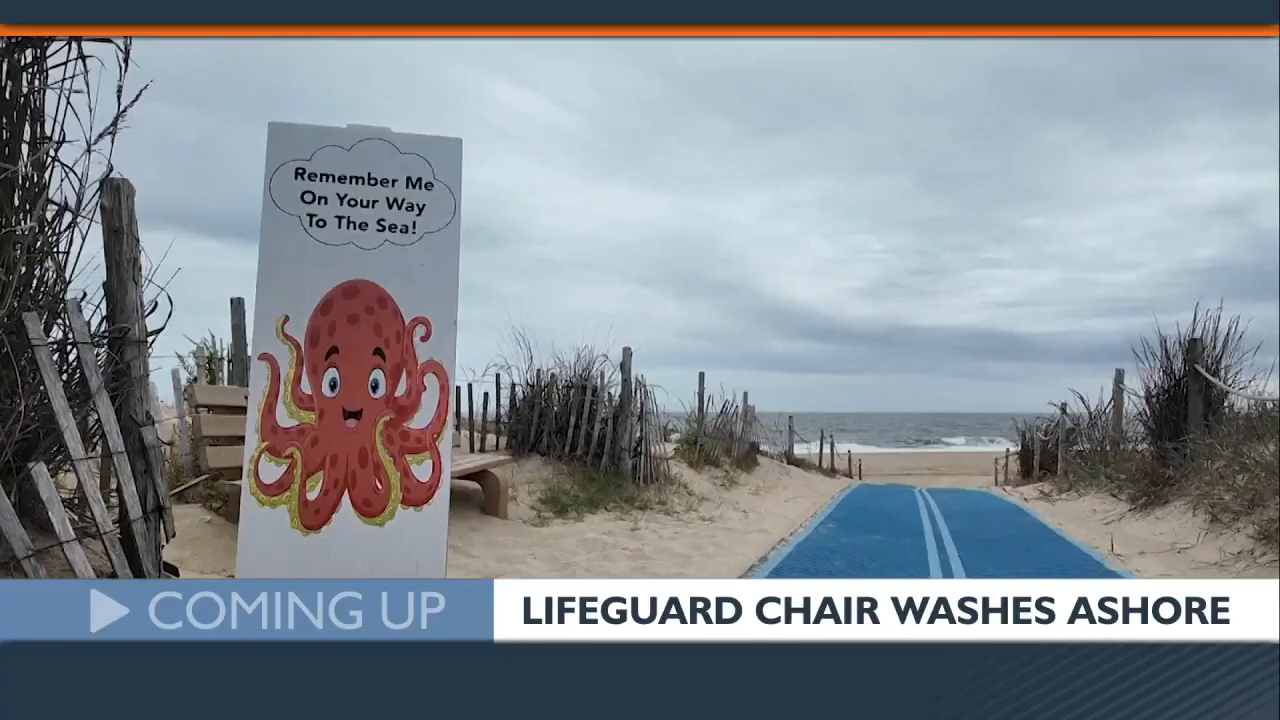 Remember Me
On Your Way
To The Sea!
COMING UP
LIFEGUARD CHAIR WASHES ASHORE